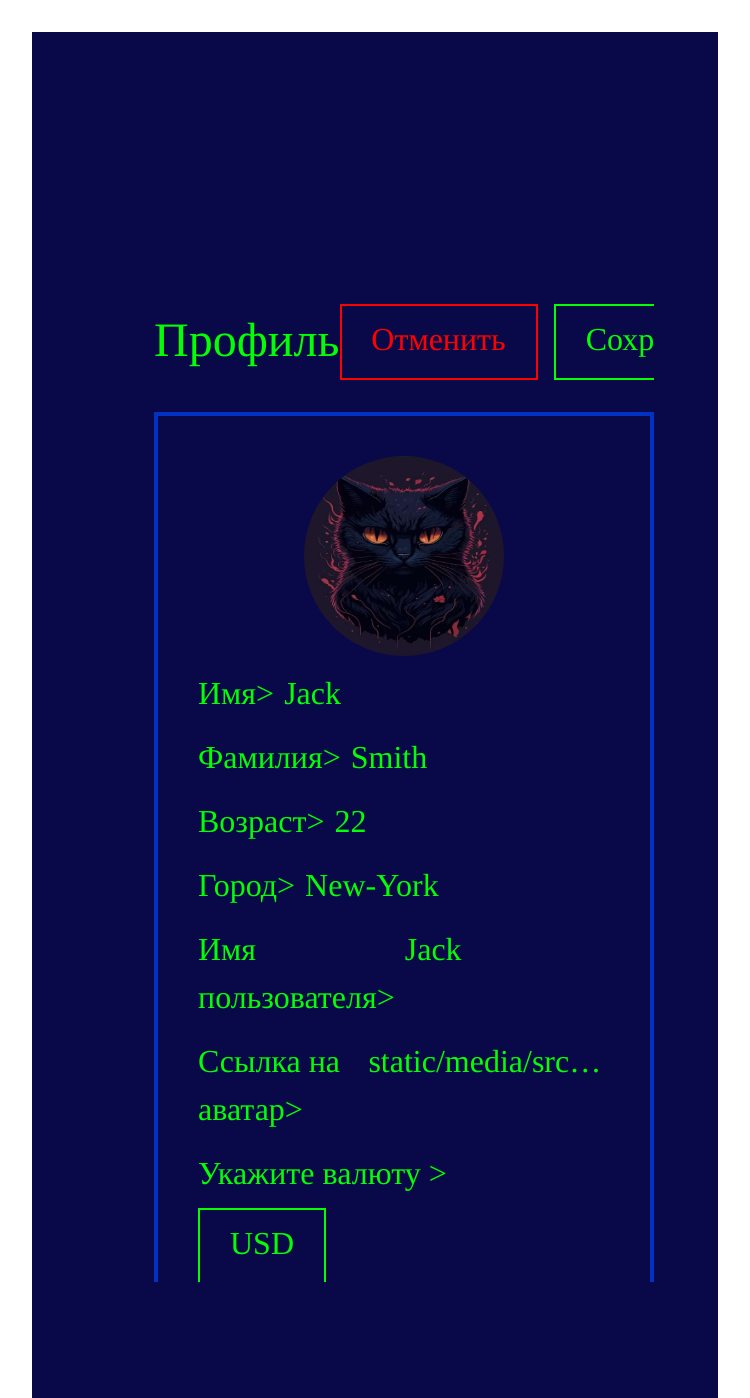 Профиль Отменить Сохр
Имя> Jack
Фамилия> Smith
Возраст> 22
Город> New-York
Имя Jack
пользователя>
Ссылка на static/media/src…
аватар>
Укажите валюту >
USD